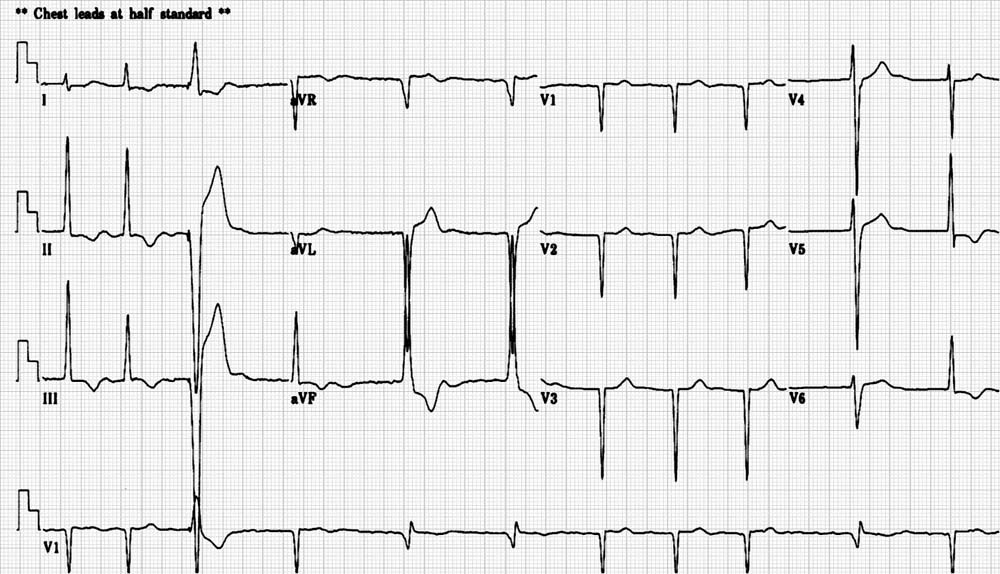 ** Chest leads at half standard **
I
aVR
V1
V4
II
aVL
V2
V5
III
aVF
V3
V6
V1